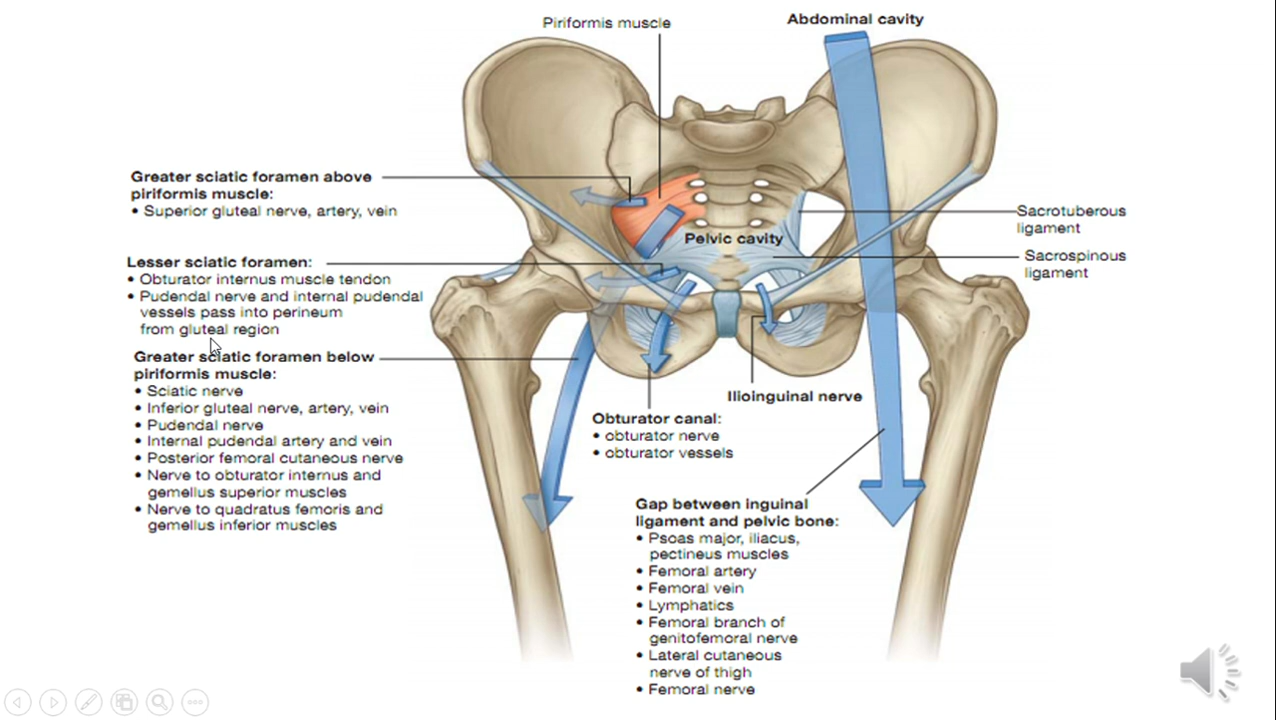 Piriformis muscle
Abdominal cavity
Greater sciatic foramen above
piriformis muscle:
• Superior gluteal nerve, artery, vein
Lesser sciatic foramen:
• Obturator internus muscle tendon
• Pudendal nerve and internal pudendal
vessels pass into perineum
from gluteal region
Greater sciatic foramen below
piriformis muscle:
• Sciatic nerve
• Inferior gluteal nerve, artery, vein
• Pudendal nerve
• Internal pudendal artery and vein
• Posterior femoral cutaneous nerve
• Nerve to obturator internus and
gemellus superior muscles
• Nerve to quadratus femoris and
gemellus inferior muscles
Pelvic cavity
Sacrotuberous
ligament
Sacrospinous
ligament
Ilioinguinal nerve
Obturator canal:
• obturator nerve
• obturator vessels
Gap between inguinal
ligament and pelvic bone:
• Psoas major, iliacus,
pectineus muscles
• Femoral artery
• Femoral vein
• Lymphatics
• Femoral branch of
genitofemoral nerve
• Lateral cutaneous
nerve of thigh
• Femoral nerve